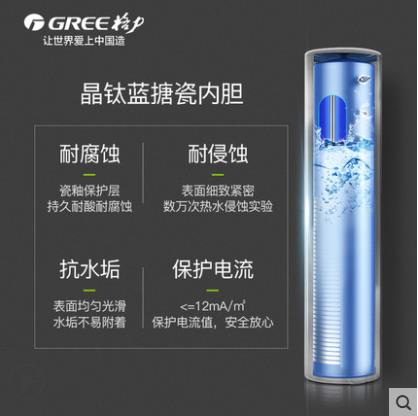 GREE格力
让世界爱上中国造
晶钛蓝搪瓷内胆
耐腐蚀
瓷釉保护层
持久耐酸耐腐蚀
耐侵蚀
表面细致紧密
数万次热水侵蚀实验
抗水垢
表面均匀光滑
水垢不易附着
保护电流
<=12mA/㎡
保护电流值，安全放心